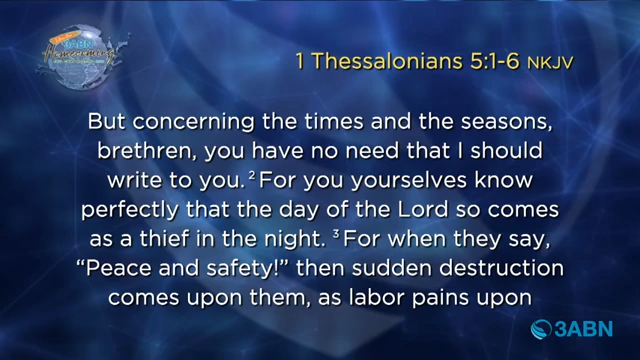 3ABN
Homecoming
1 Thessalonians 5:1-6 NKJV
But concerning the times and the seasons,
brethren, you have no need that I should
write to you. ² For you yourselves know
perfectly that the day of the Lord so comes
as a thief in the night. ³ For when they say,
“Peace and safety!” then sudden destruction
comes upon them, as labor pains upon
3ABN